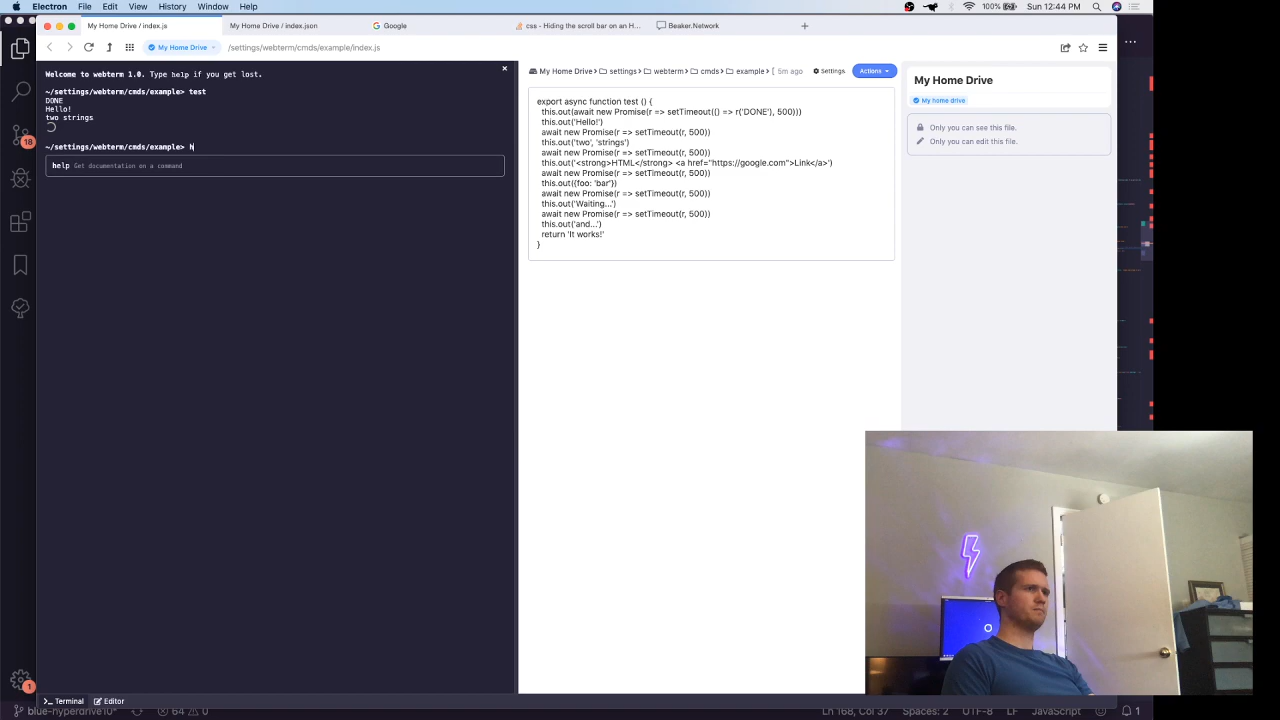 Electron File Edit View History Window Help 100% Sun 12:44 PM
My Home Drive / index.js My Home Drive / index.json Google css - Hiding the scroll bar on an H... Beaker.Network
My Home Drive /settings/webterm/cmds/example/index.js
Welcome to webterm 1.0. Type help if you get lost.
~/settings/webterm/cmds/example> test
DONE
Hello!
two strings
~/settings/webterm/cmds/example> h
help Get documentation on a command
My Home Drive > settings > webterm > cmds > example > [ 5m ago Settings Actions
export async function test () {
this.out(await new Promise(r => setTimeout(() => r('DONE'), 500)))
this.out('Hello!')
await new Promise(r => setTimeout(r, 500))
this.out('two', 'strings')
await new Promise(r => setTimeout(r, 500))
this.out('<strong>HTML</strong> <a href="https://google.com">Link</a>')
await new Promise(r => setTimeout(r, 500))
this.out({foo: 'bar'})
await new Promise(r => setTimeout(r, 500))
this.out('Waiting...')
await new Promise(r => setTimeout(r, 500))
this.out('and...')
return 'It works!'
}
My Home Drive
My home drive
Only you can see this file.
Only you can edit this file.
18
1
>_ Terminal Editor
blue-hyperdrive10* 64 0 Ln 168, Col 37 Spaces: 2 UTF-8 LF JavaScript 1